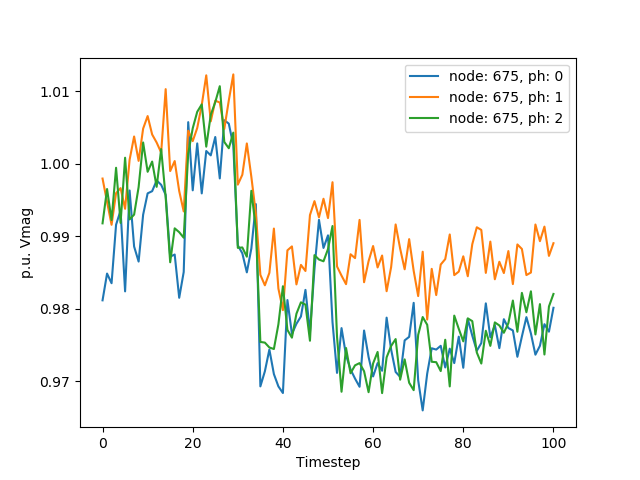 node: 675, ph: 0
node: 675, ph: 1
node: 675, ph: 2
1.01
1.00
0.99
0.98
0.97
p.u. Vmag
0 20 40 60 80 100
Timestep